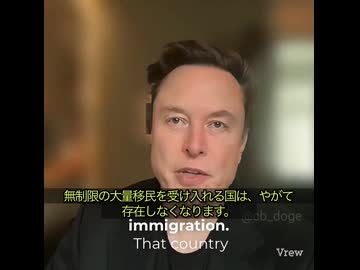 無制限の大量移民を受け入れる国は、やがて
存在しなくなります。
@cb_doge
immigration.
That country
Vrew